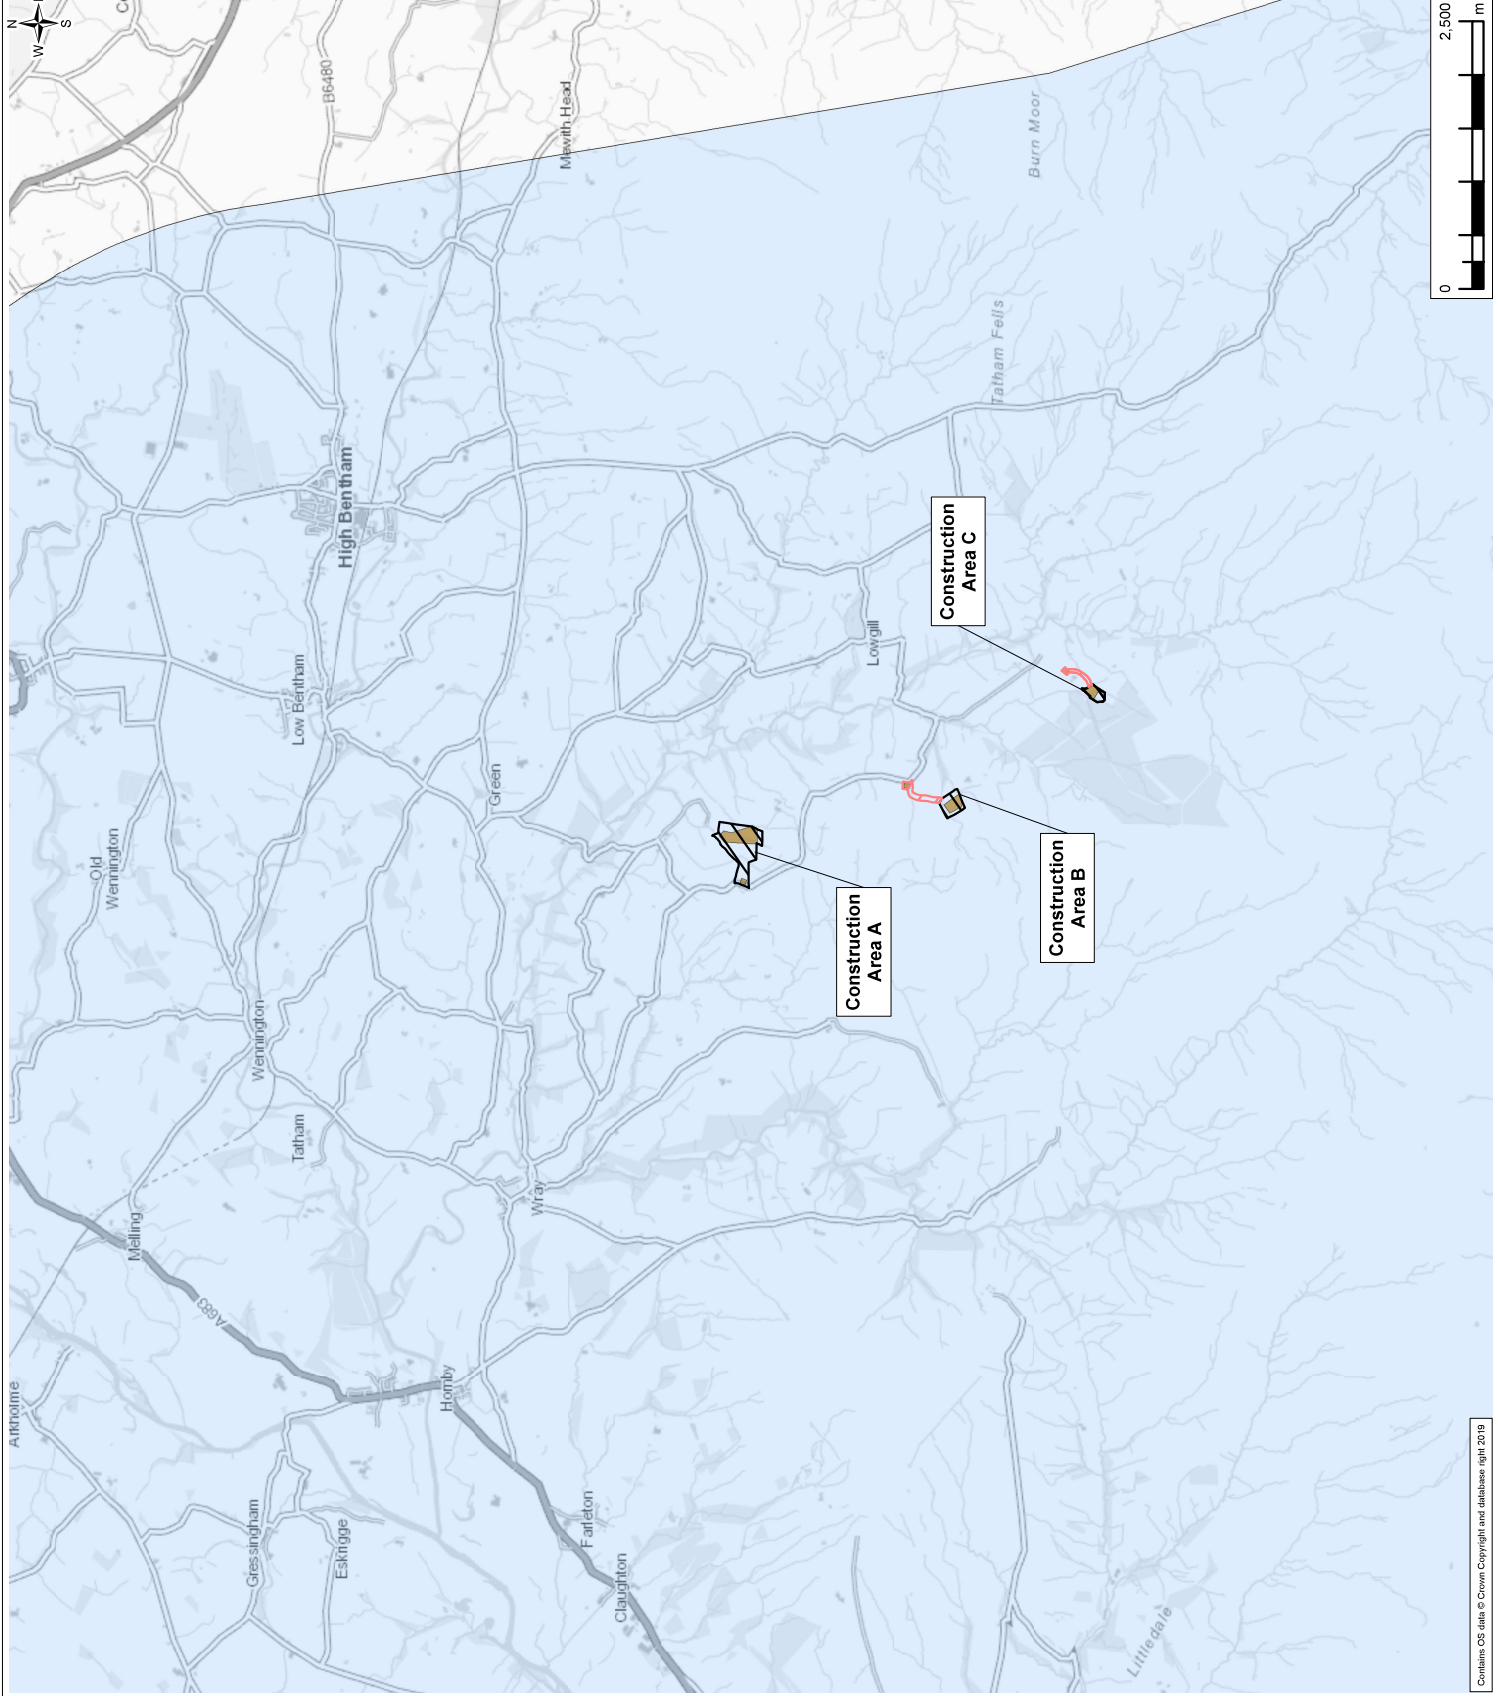 N
S
W
B6480
Mewith Head
Burn Moor
2,500
m
0
Tatham Fells
High Bentham
Construction
Area C
Low Bentham
Lowgill
Green
Old
Wennington
Construction
Area B
Construction
Area A
Wennington
Tatham
Wray
Melling
A683
Hornby
Arkholme
Gressingham
Eskrigge
Farleton
Claughton
Littledale
Contains OS data © Crown Copyright and database right 2019